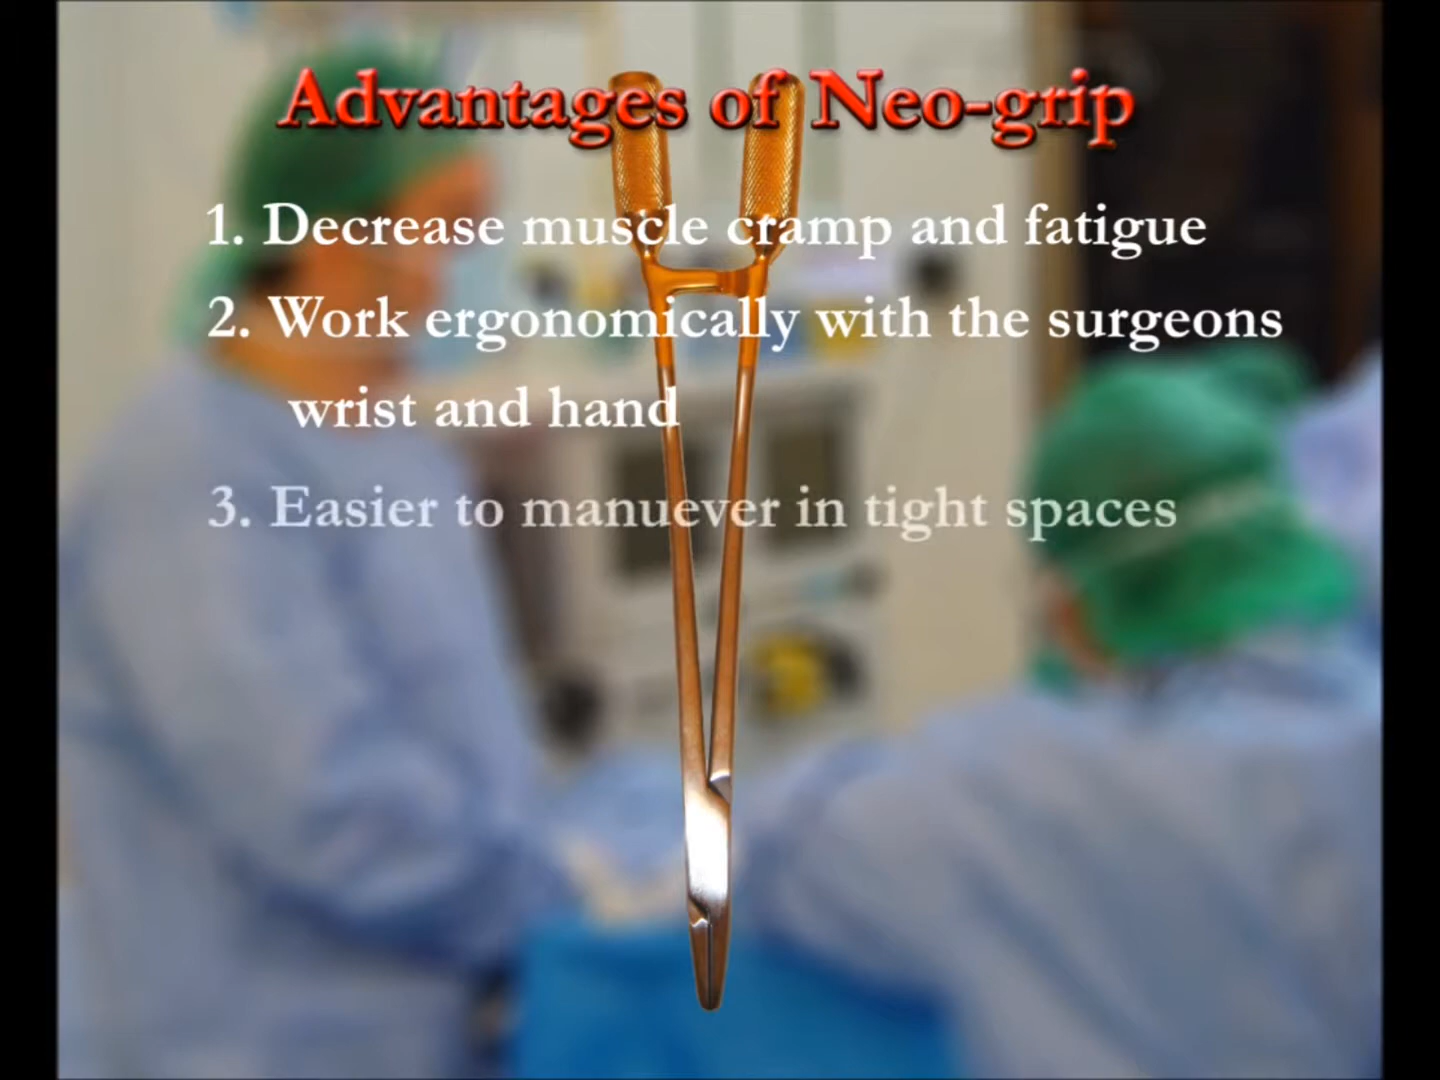 Advantages of Neo-grip
1. Decrease muscle cramp and fatigue
2. Work ergonomically with the surgeons
wrist and hand
3. Easier to manuever in tight spaces